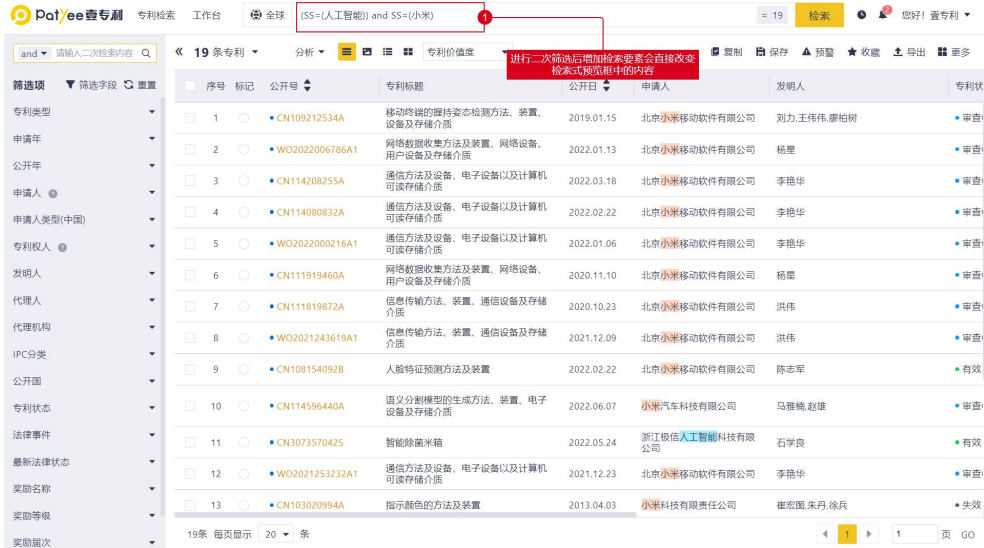 Patyee壹专利 专利检索 工作台 全球 (SS=(人工智能)) and SS=(小米) 1 = 19 检索 2 您好! 壹专利
and 请输入二次检索内容 19 条专利 分析 专利价值度 复制 保存 预警 收藏 导出 更多
进行二次筛选后增加检索要素会直接改变
检索式预览框中的内容
筛选项 筛选字段 重置
序号 标记 公开号 专利标题 公开日 申请人 发明人 专利状
专利类型
申请年
公开年
申请人
申请人类型(中国)
专利权人
发明人
代理人
代理机构
IPC分类
公开国
专利状态
法律事件
最新法律状态
奖励名称
奖励等级
奖励届次
1 CN109212534A 移动终端的握持姿态检测方法、装置、
设备及存储介质 2019.01.15 北京小米移动软件有限公司 刘力,王伟伟,廖柏树 审查
2 WO2022006786A1 网络数据收集方法及装置、网络设备、
用户设备及存储介质 2022.01.13 北京小米移动软件有限公司 杨星 审查
3 CN114208255A 通信方法及设备、电子设备以及计算机
可读存储介质 2022.03.18 北京小米移动软件有限公司 李艳华 审查
4 CN114080832A 通信方法及设备、电子设备以及计算机
可读存储介质 2022.02.22 北京小米移动软件有限公司 李艳华 审查
5 WO2022000216A1 通信方法及设备、电子设备以及计算机
可读存储介质 2022.01.06 北京小米移动软件有限公司 李艳华 审查
6 CN111919460A 网络数据收集方法及装置、网络设备、
用户设备及存储介质 2020.11.10 北京小米移动软件有限公司 杨星 审查
7 CN111819872A 信息传输方法、装置、通信设备及存储
介质 2020.10.23 北京小米移动软件有限公司 洪伟 审查
8 WO2021243619A1 信息传输方法、装置、通信设备及存储
介质 2021.12.09 北京小米移动软件有限公司 洪伟 审查
9 CN108154092B 人脸特征预测方法及装置 2022.02.22 北京小米移动软件有限公司 陈志军 有效
10 CN114596440A 语义分割模型的生成方法、装置、电子
设备及存储介质 2022.06.07 小米汽车科技有限公司 马雅楠,赵雄 审查
11 CN307357042S 智能除菌米箱 2022.05.24 浙江极信人工智能科技有限
公司 石学良 有效
12 WO2021253232A1 通信方法及设备、电子设备以及计算机
可读存储介质 2021.12.23 北京小米移动软件有限公司 李艳华 审查
13 CN103020994A 指示颜色的方法及装置 2013.04.03 小米科技有限责任公司 崔宏图,朱丹,徐兵 失效
19条 每页显示 20 条 1 1 页 GO